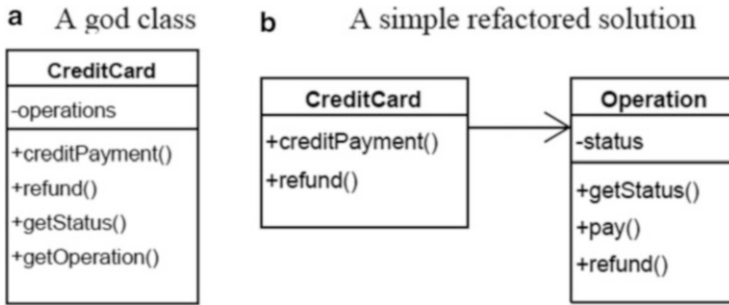 a A god class
CreditCard
-operations
+creditPayment()
+refund()
+getStatus()
+getOperation()
b A simple refactored solution
CreditCard
+creditPayment()
+refund()
Operation
-status
+getStatus()
+pay()
+refund()